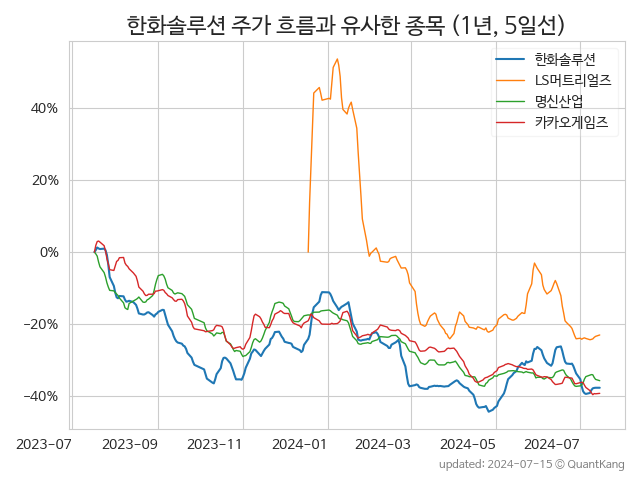 한화솔루션 주가 흐름과 유사한 종목 (1년, 5일선)
한화솔루션
LS머트리얼즈
명신산업
카카오게임즈
40%
20%
0%
−20%
−40%
2023-07 2023-09 2023-11 2024-01 2024-03 2024-05 2024-07
updated: 2024-07-15 © QuantKang